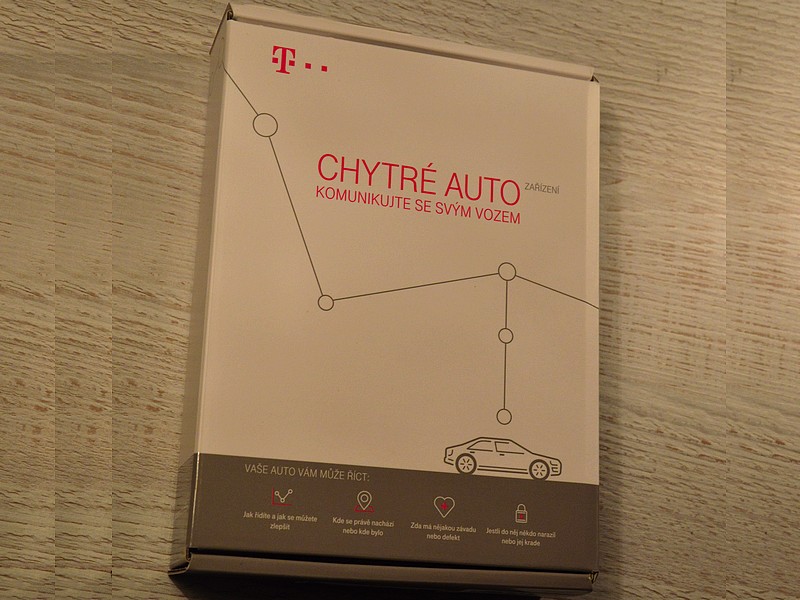 T
CHYTRÉ AUTO
ZAŘÍZENÍ
KOMUNIKUJTE SE SVÝM VOZEM
VAŠE AUTO VÁM MŮŽE ŘÍCT:
Jak řídíte a jak se můžete
zlepšit
Kde se právě nachází
nebo kde bylo
Zda má nějakou závadu
nebo defekt
Jestli do něj někdo narazil
nebo jej krade